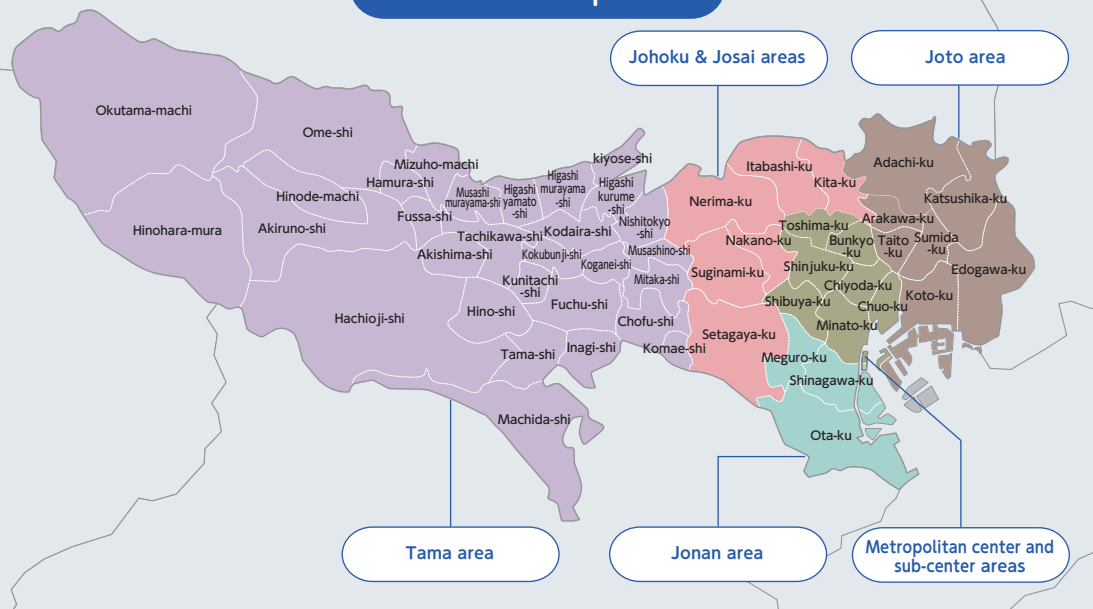 Johoku & Josai areas
Joto area
Okutama-machi
Ome-shi
Mizuho-machi
Hamura-shi
Hinode-machi
Musashi
murayama-shi
Higashi
yamato
-shi
Higashi
murayama
-shi
kiyose-shi
Higashi
kurume
-shi
Fussa-shi
Hinohara-mura
Akiruno-shi
Tachikawa-shi
Kodaira-shi
Nishitokyo
-shi
Akishima-shi
Kokubunji-shi
Koganei-shi
Musashino-shi
Kunitachi
-shi
Mitaka-shi
Hachioji-shi
Hino-shi
Fuchu-shi
Chofu-shi
Tama-shi
Inagi-shi
Komae-shi
Machida-shi
Itabashi-ku
Kita-ku
Nerima-ku
Nakano-ku
Suginami-ku
Setagaya-ku
Adachi-ku
Katsushika-ku
Arakawa-ku
Taito
-ku
Sumida
-ku
Edogawa-ku
Koto-ku
Toshima-ku
Bunkyo
-ku
Shinjuku-ku
Chiyoda-ku
Shibuya-ku
Chuo-ku
Minato-ku
Meguro-ku
Shinagawa-ku
Ota-ku
Tama area
Jonan area
Metropolitan center and
sub-center areas